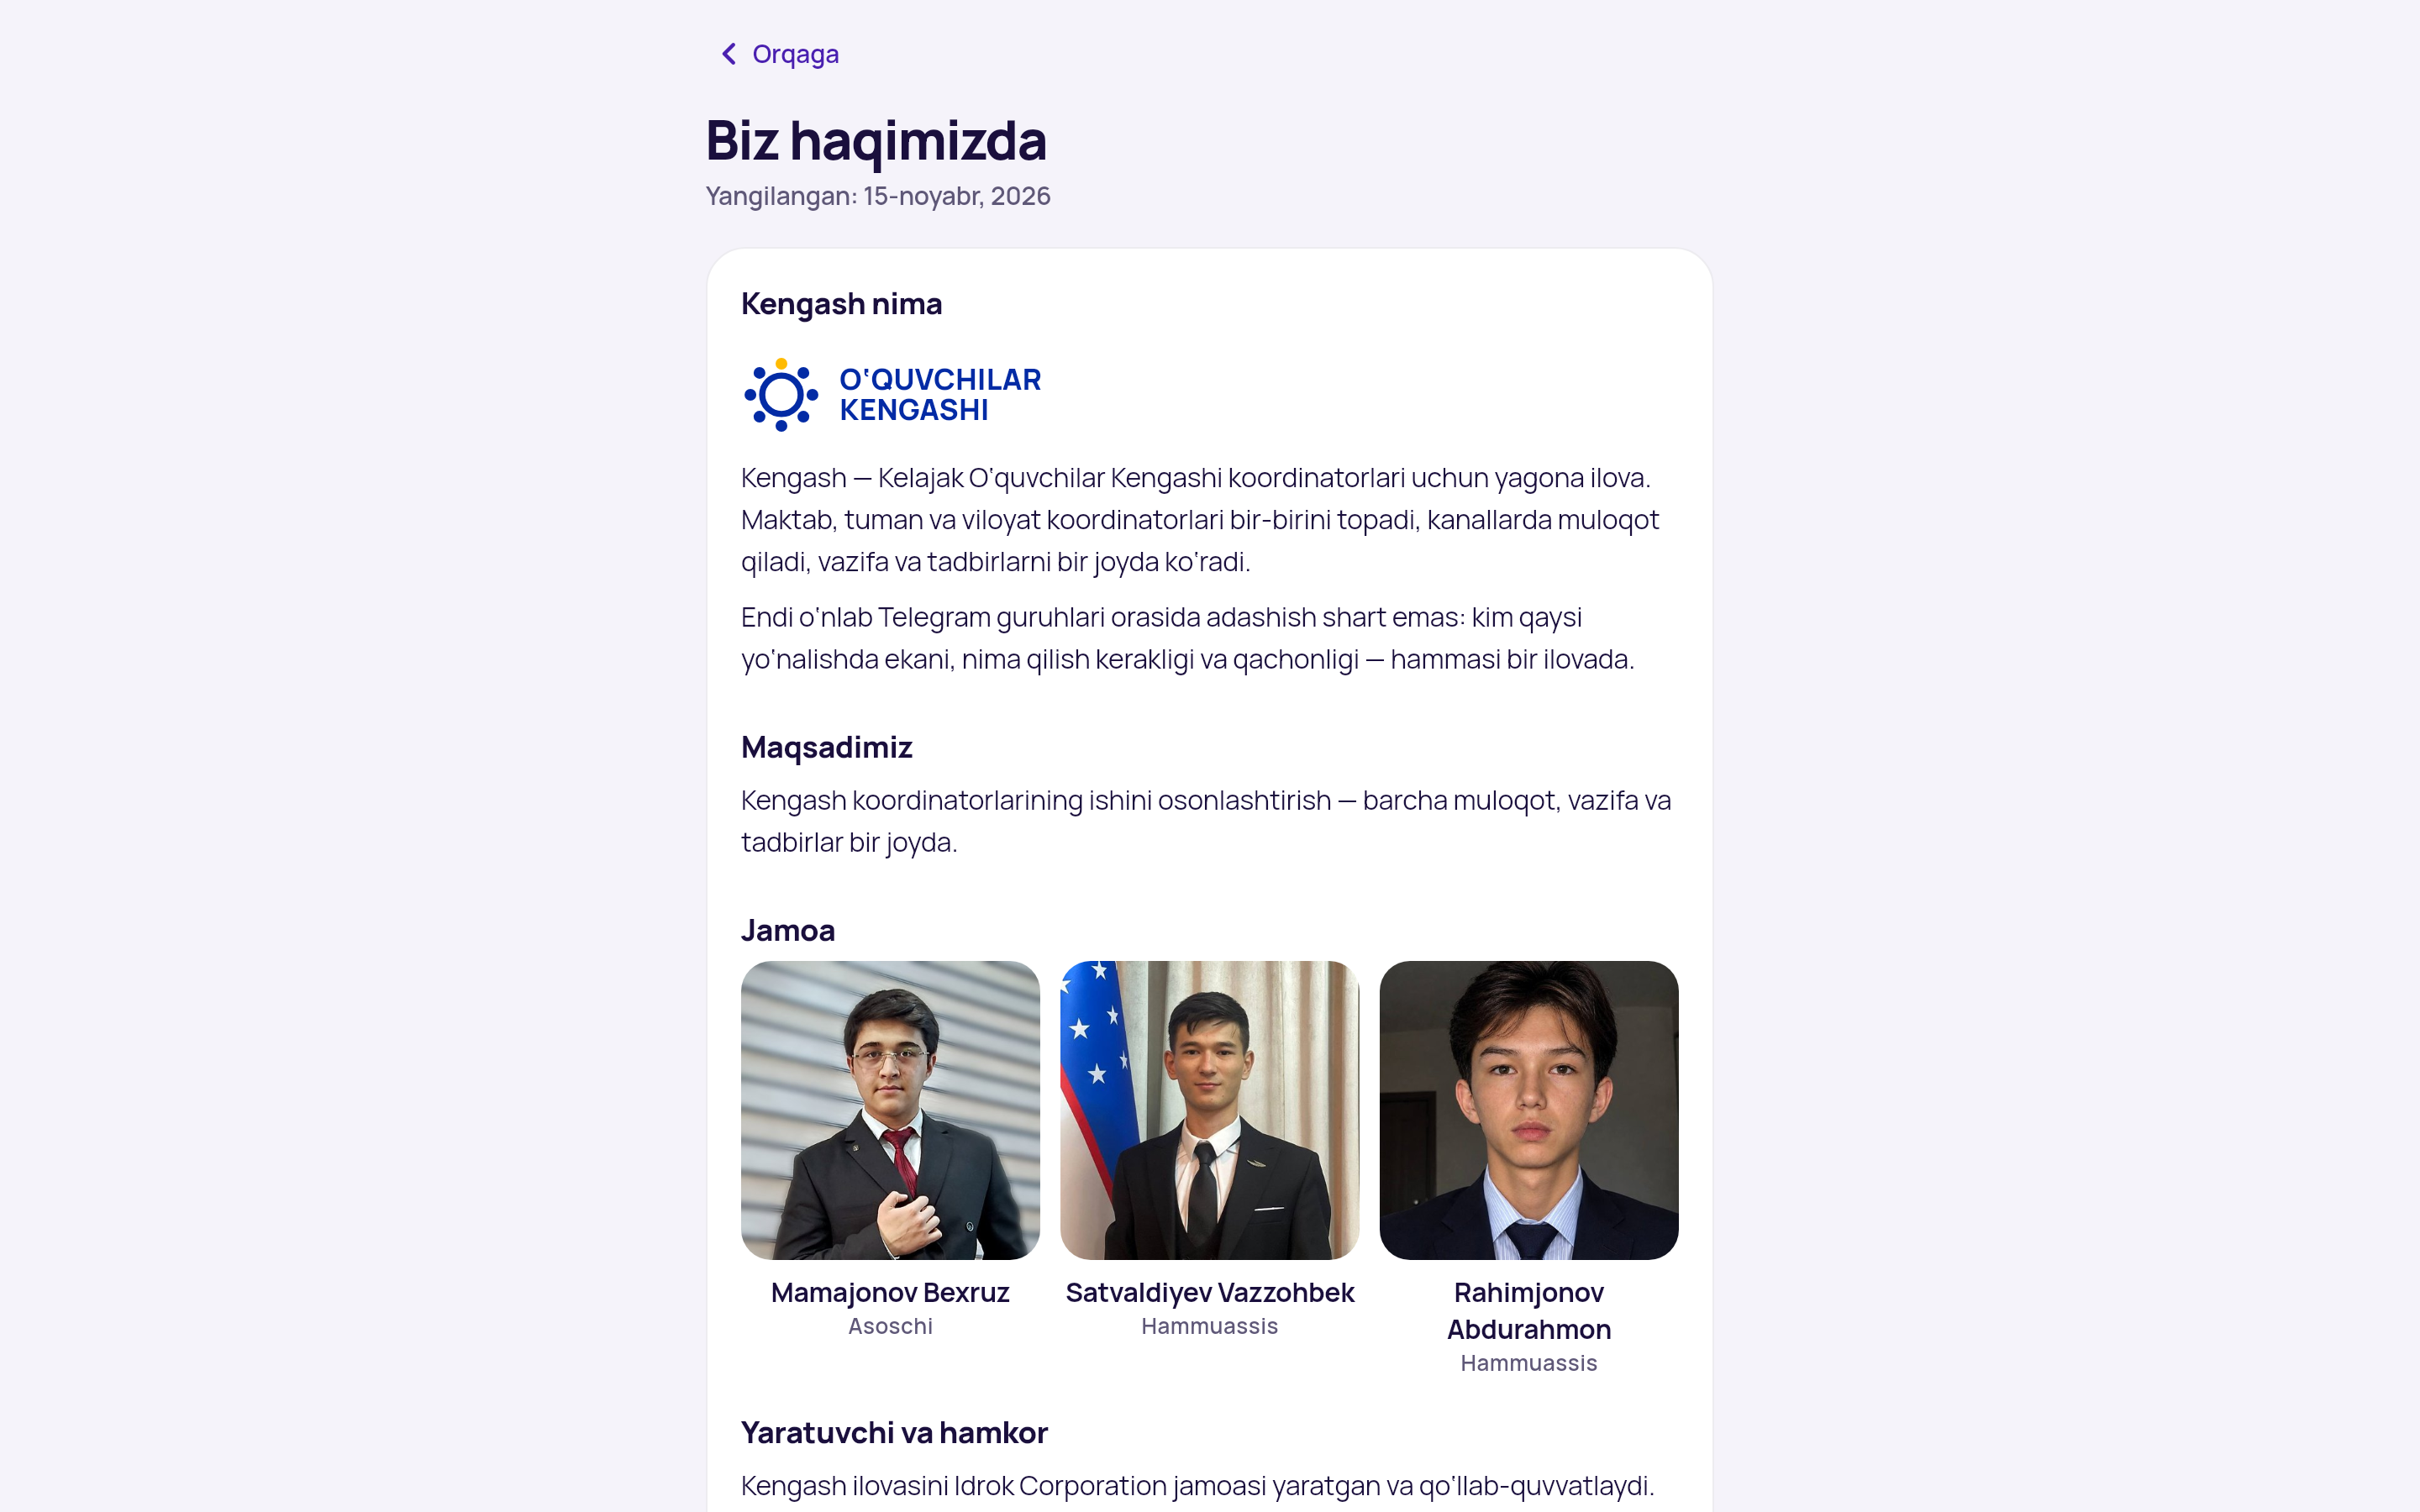 Orqaga
Biz haqimizda
Yangilangan: 15-noyabr, 2026
Kengash nima
O‘QUVCHILAR
KENGASHI
Kengash — Kelajak O‘quvchilar Kengashi koordinatorlari uchun yagona ilova.
Maktab, tuman va viloyat koordinatorlari bir-birini topadi, kanallarda muloqot
qiladi, vazifa va tadbirlarni bir joyda ko‘radi.
Endi o‘nlab Telegram guruhlari orasida adashish shart emas: kim qaysi
yo‘nalishda ekani, nima qilish kerakligi va qachonligi — hammasi bir ilovada.
Maqsadimiz
Kengash koordinatorlarining ishini osonlashtirish — barcha muloqot, vazifa va
tadbirlar bir joyda.
Jamoa
Mamajonov Bexruz
Asoschi
Satvaldiyev Vazzohbek
Hammuassis
Rahimjonov
Abdurahmon
Hammuassis
Yaratuvchi va hamkor
Kengash ilovasini Idrok Corporation jamoasi yaratgan va qo‘llab-quvvatlaydi.